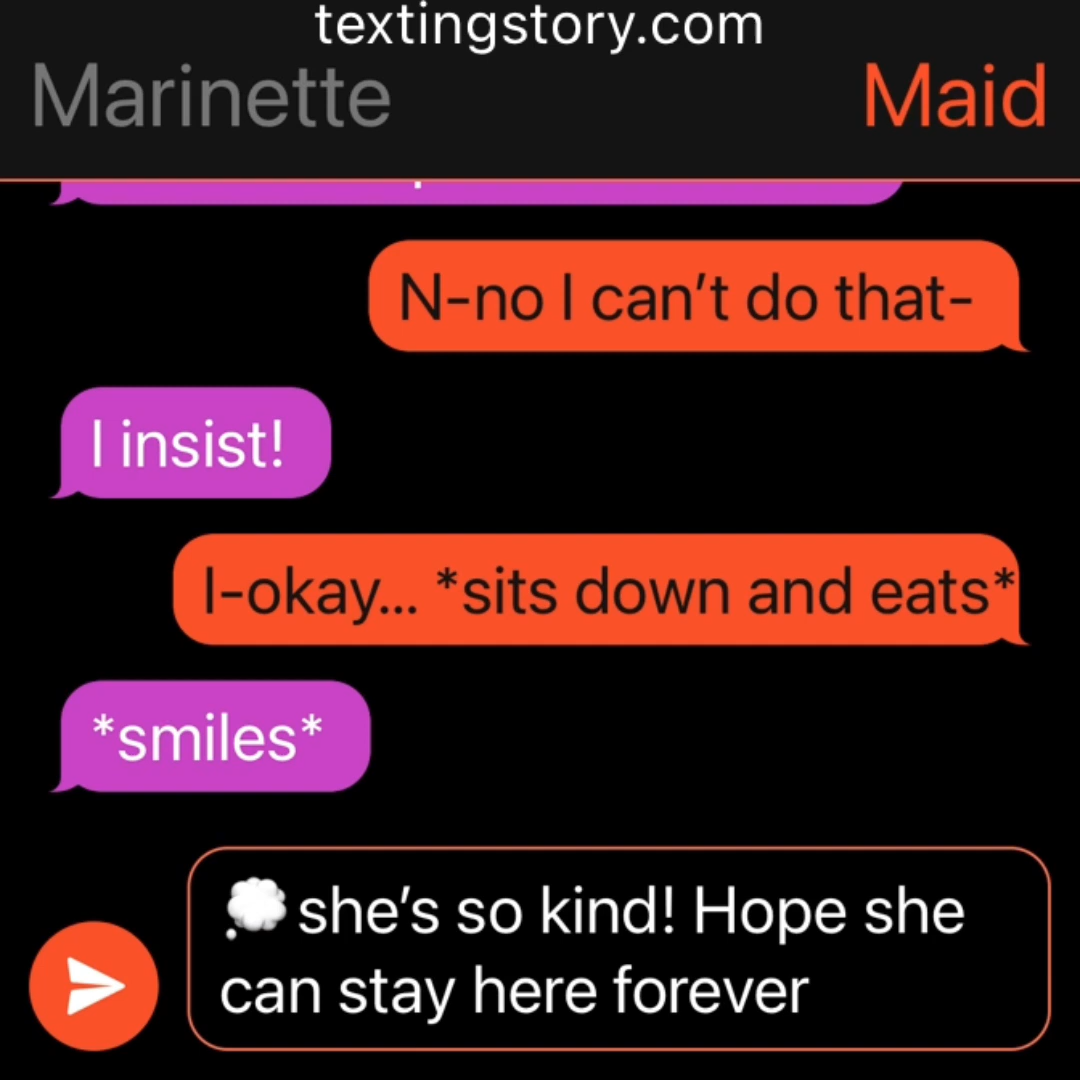 textingstory.com
Marinette
Maid
N-no I can’t do that-
I insist!
I-okay... *sits down and eats*
*smiles*
💭she’s so kind! Hope she
can stay here forever